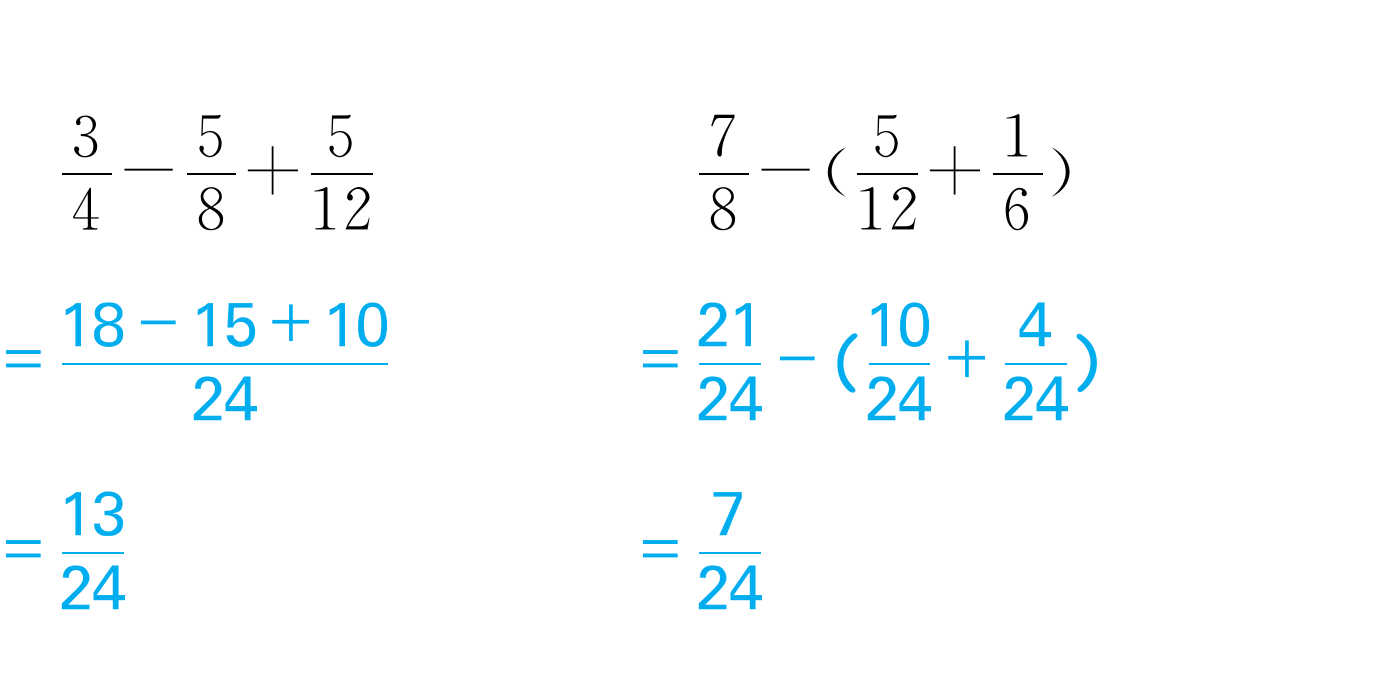 3/4 − 5/8 + 5/12
= (18 − 15 + 10)/24
= 13/24
7/8 − (5/12 + 1/6)
= 21/24 − (10/24 + 4/24)
= 7/24